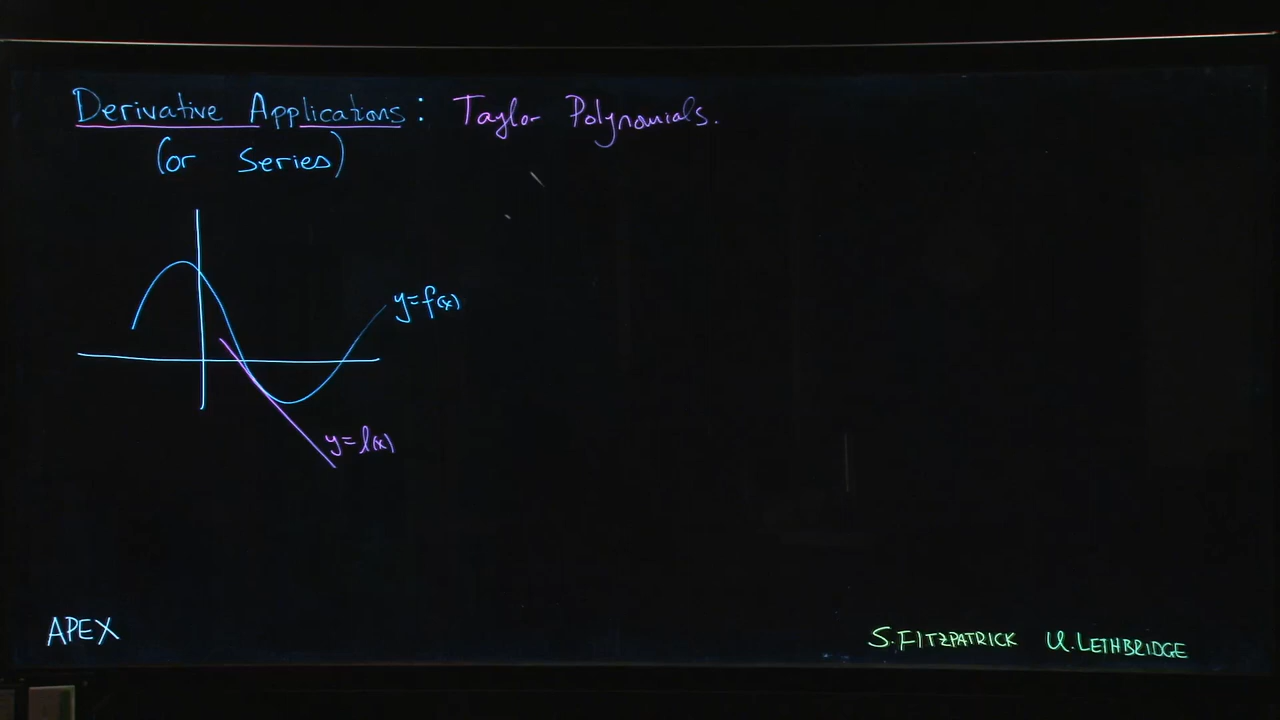 Derivative Applications: Taylor Polynomials.
(or Series)
y=f(x)
y=l(x)
APEX
S. FITZPATRICK U. LETHBRIDGE